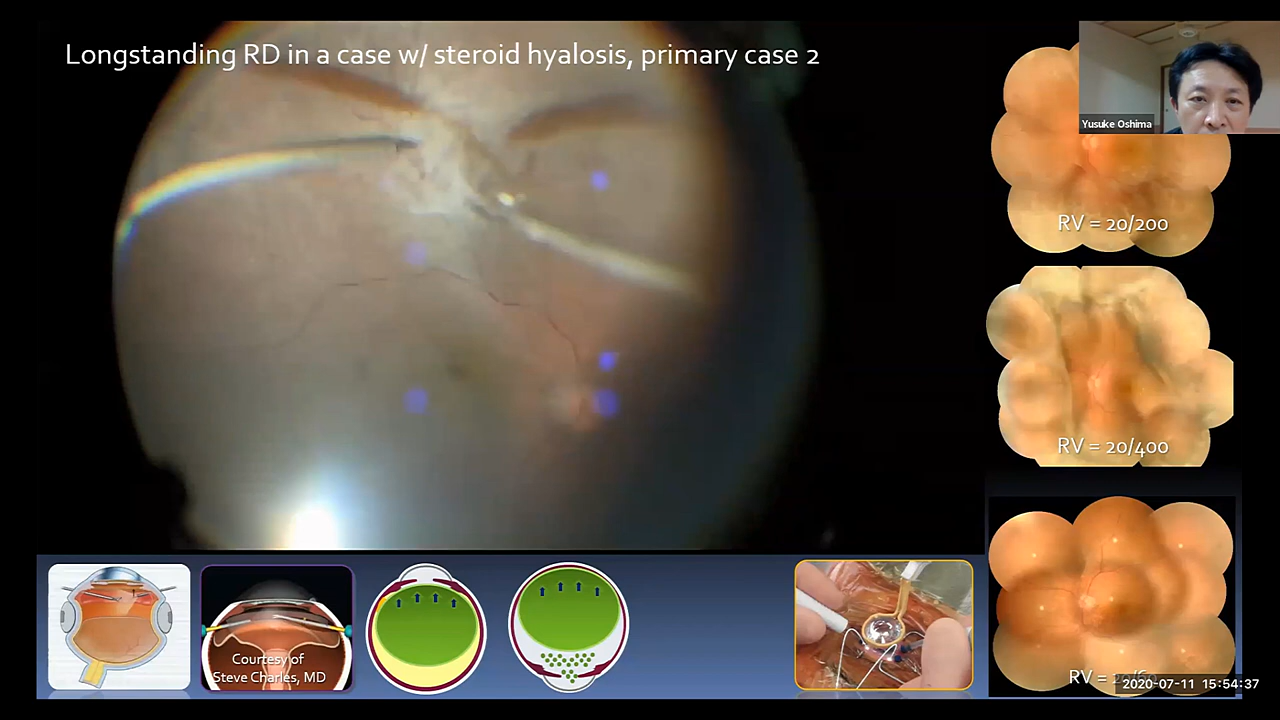 Longstanding RD in a case w/ steroid hyalosis, primary case 2
Yusuke Oshima
RV = 20/200
RV = 20/400
Courtesy of
Steve Charles, MD
RV =
2020-07-11 15:54:37